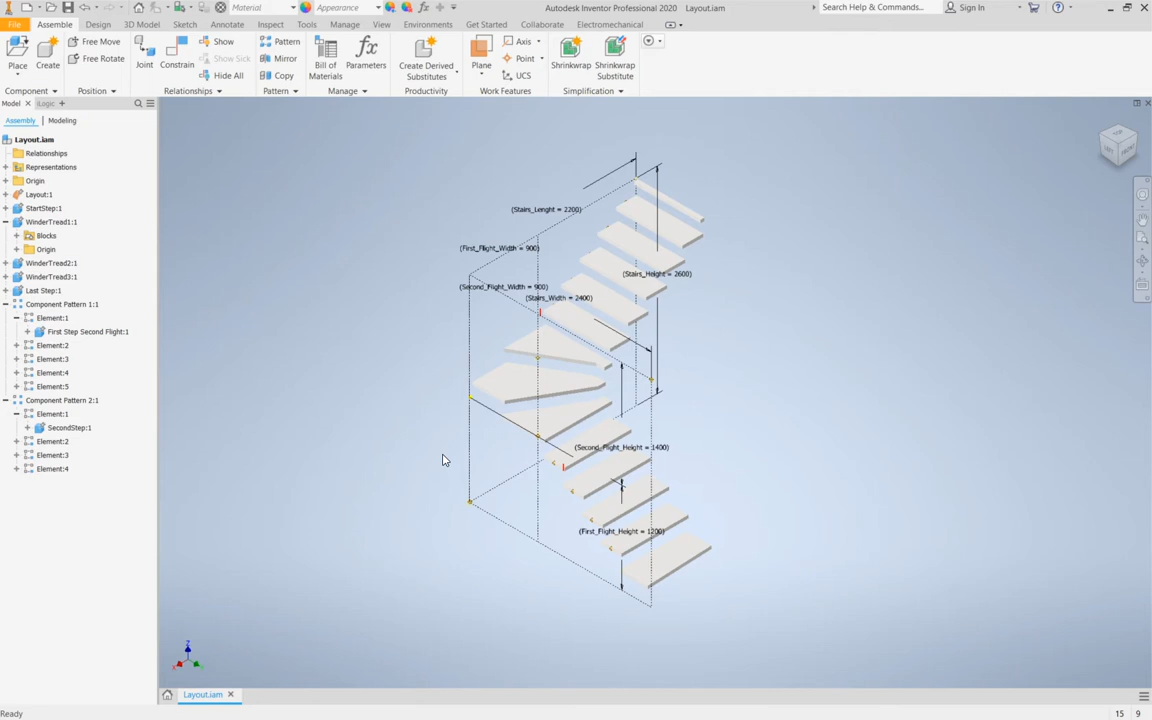 Autodesk Inventor Professional 2020 Layout.iam
Material
Appearance
Search Help & Commands...
Sign In
File Assemble Design 3D Model Sketch Annotate Inspect Tools Manage View Environments Get Started Collaborate Electromechanical
Place
Create
Free Move
Free Rotate
Joint
Constrain
Show
Show Sick
Hide All
Pattern
Mirror
Copy
Bill of
Materials
Parameters
Create Derived
Substitutes
Plane
Axis
Point
UCS
Shrinkwrap
Shrinkwrap
Substitute
Component
Position
Relationships
Pattern
Manage
Productivity
Work Features
Simplification
Model
Logic
Assembly
Modeling
Layout.iam
Relationships
Representations
Origin
Layout:1
StartStep:1
WinderTread1:1
Blocks
Origin
WinderTread2:1
WinderTread3:1
Last Step:1
Component Pattern 1:1
Element:1
First Step Second Flight:1
Element:2
Element:3
Element:4
Element:5
Component Pattern 2:1
Element:1
SecondStep:1
Element:2
Element:3
Element:4
(Stairs_Lenght = 2200)
(First_Flight_Width = 900)
(Stairs_Height = 2600)
(Second_Flight_Width = 900)
(Stairs_Width = 2400)
(Second_Flight_Height = 1400)
(First_Flight_Height = 1200)
TOP
LEFT
FRONT
Z
X
Layout.iam
Ready
15 9